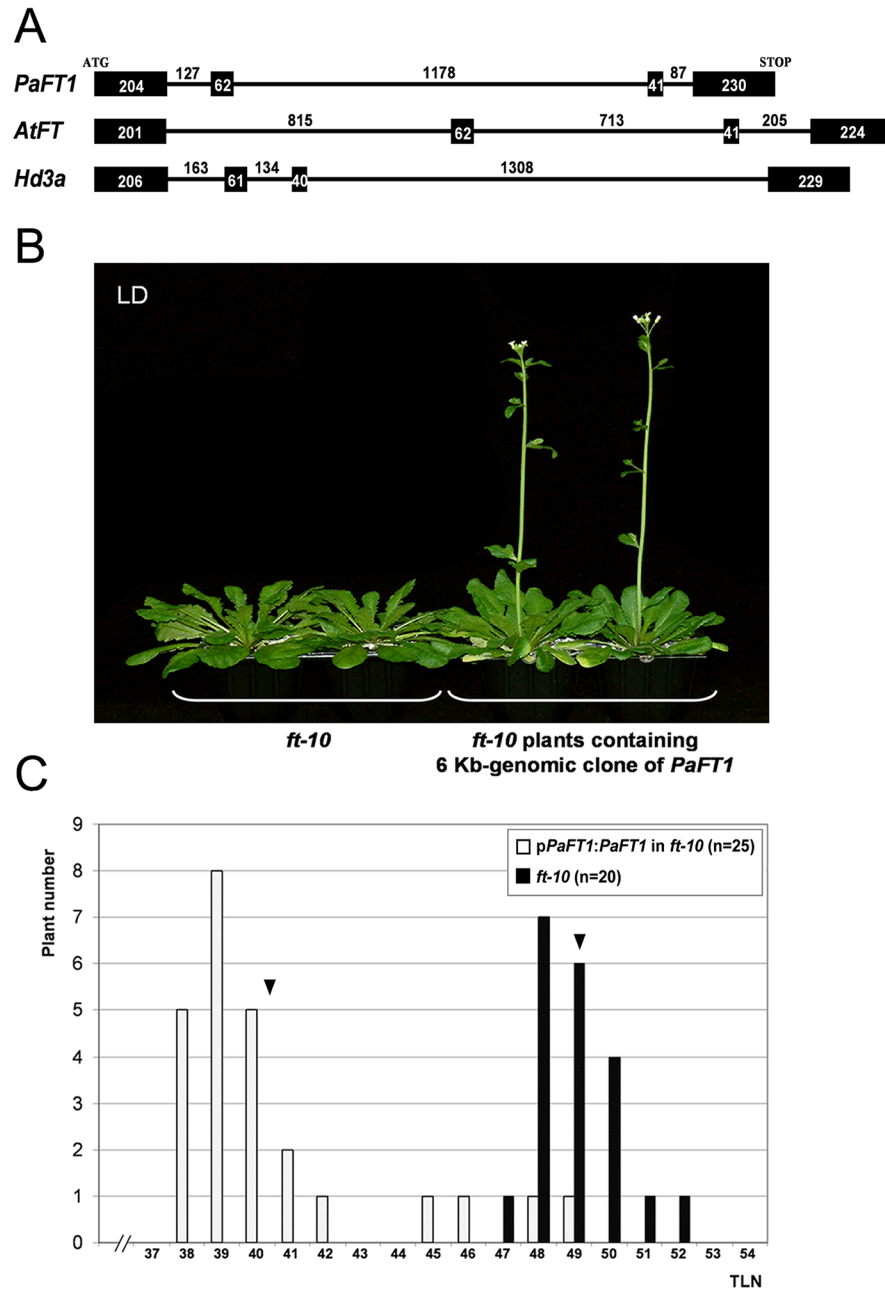 A
ATG 127 1178 87 STOP
PaFT1 204 62 41 230
815 713 205
AtFT 201 62 41 224
163 134 1308
Hd3a 206 61 40 229
B
LD
ft-10
ft-10 plants containing
6 Kb-genomic clone of PaFT1
C
Plant number
9
8
7
6
5
4
3
2
1
0
pPaFT1:PaFT1 in ft-10 (n=25)
ft-10 (n=20)
// 37 38 39 40 41 42 43 44 45 46 47 48 49 50 51 52 53 54
TLN